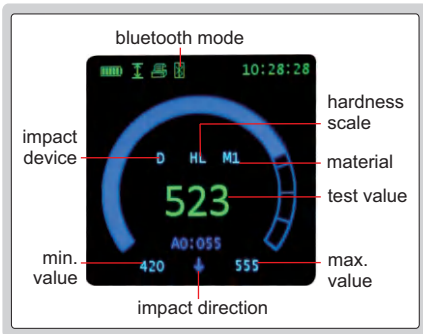 bluetooth mode
10:28:28
hardness
scale
impact
device
D HL M1
material
523
test value
A0:055
min.
value
420
555
max.
value
impact direction